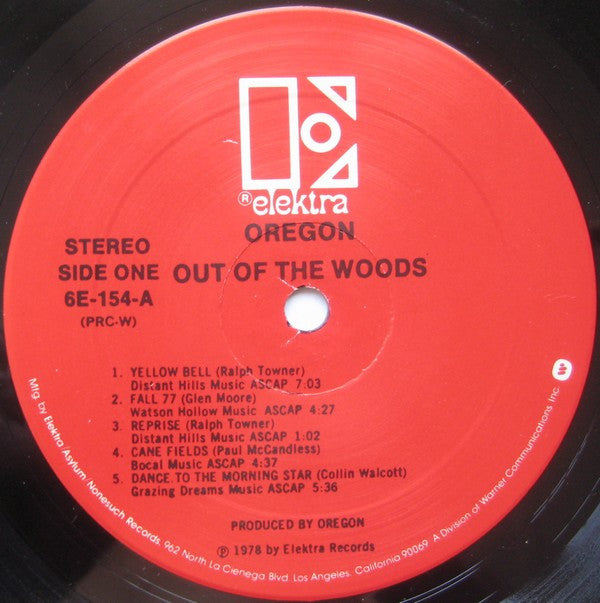 ® elektra
OREGON
STEREO
SIDE ONE
OUT OF THE WOODS
6E-154-A
(PRC-W)
1. YELLOW BELL (Ralph Towner)
Distant Hills Music ASCAP 7:03
2. FALL 77 (Glen Moore)
Watson Hollow Music ASCAP 4:27
3. REPRISE (Ralph Towner)
Distant Hills Music ASCAP 1:02
4. CANE FIELDS (Paul McCandless)
Bocal Music ASCAP 4:37
5. DANCE TO THE MORNING STAR (Collin Walcott)
Grazing Dreams Music ASCAP 5:36
PRODUCED BY OREGON
℗ 1978 by Elektra Records
Mfg. by Elektra/Asylum/Nonesuch Records, 962 North La Cienega Blvd. Los Angeles, California 90069. A Division of Warner Communications Inc.